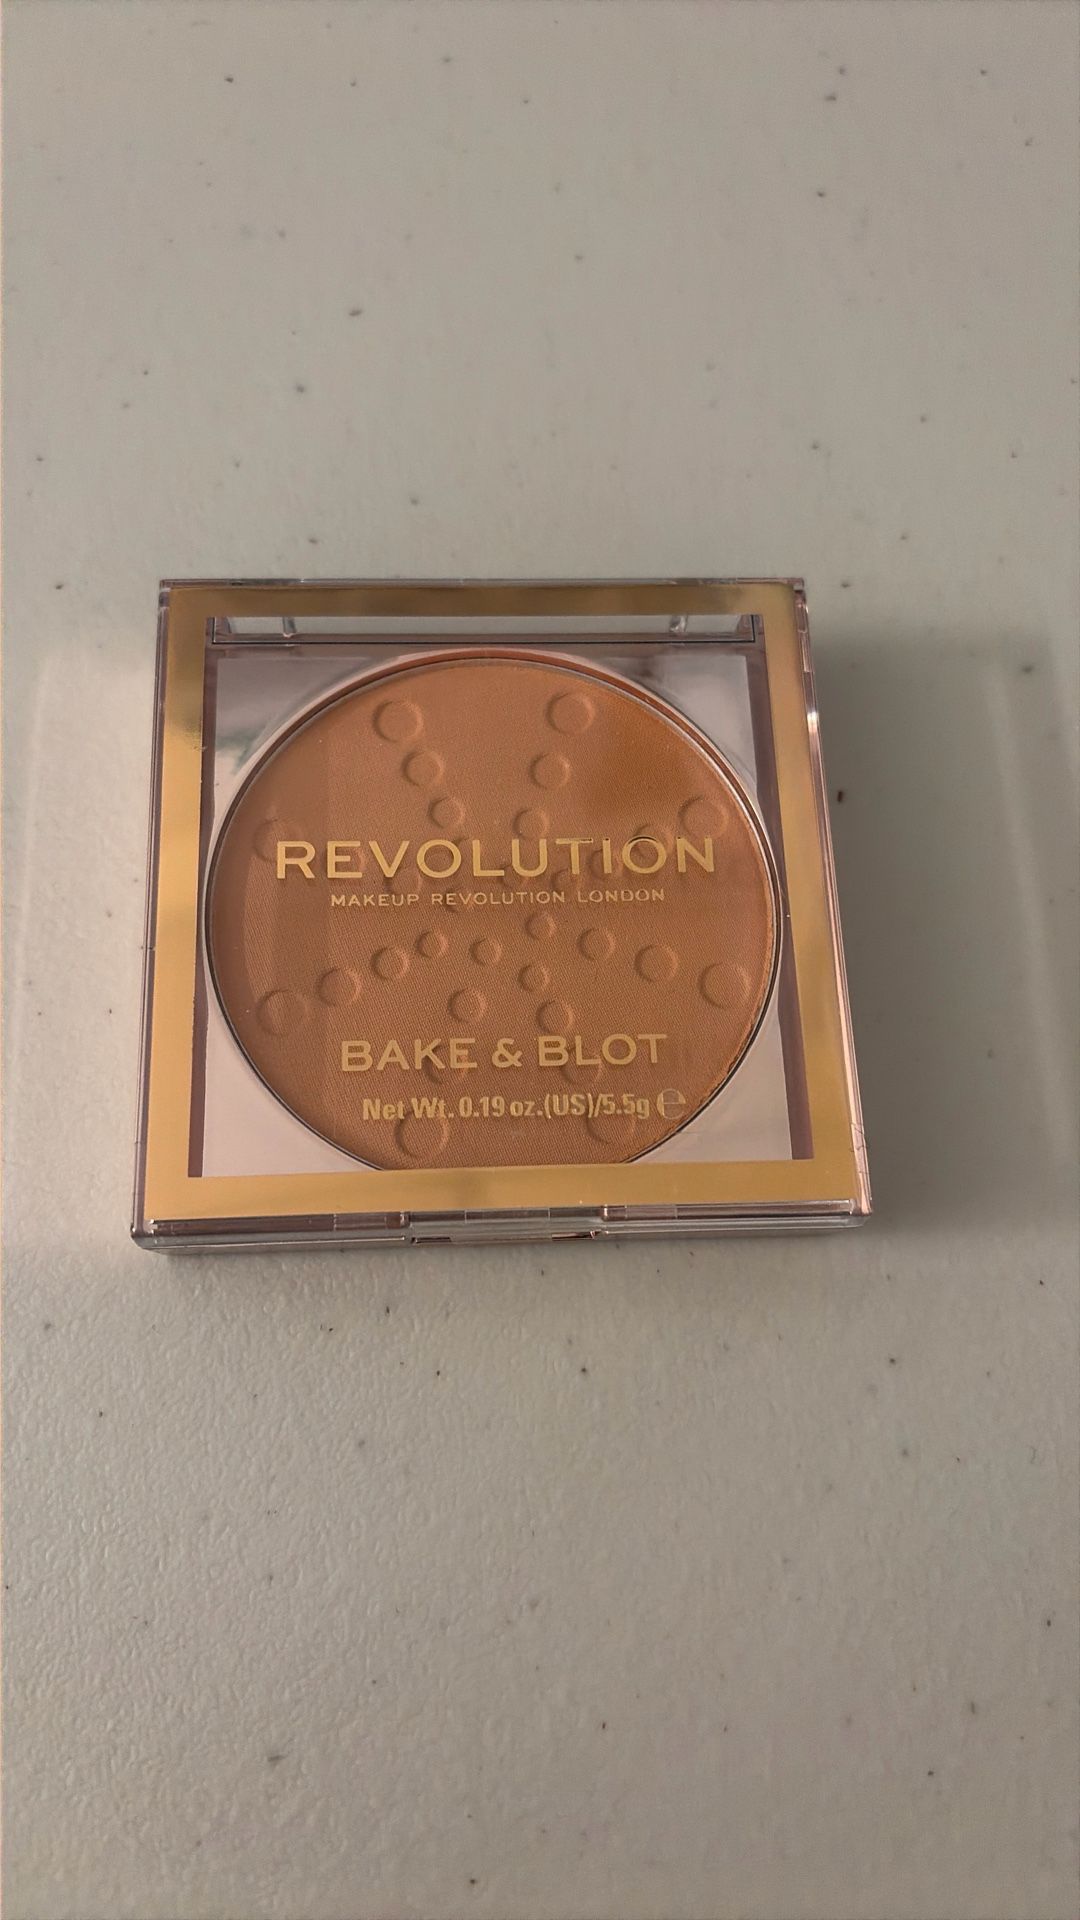 REVOLUTION
MAKEUP REVOLUTION LONDON
BAKE & BLOT
Net Wt. 0.19 oz.(US)/5.5g ℮